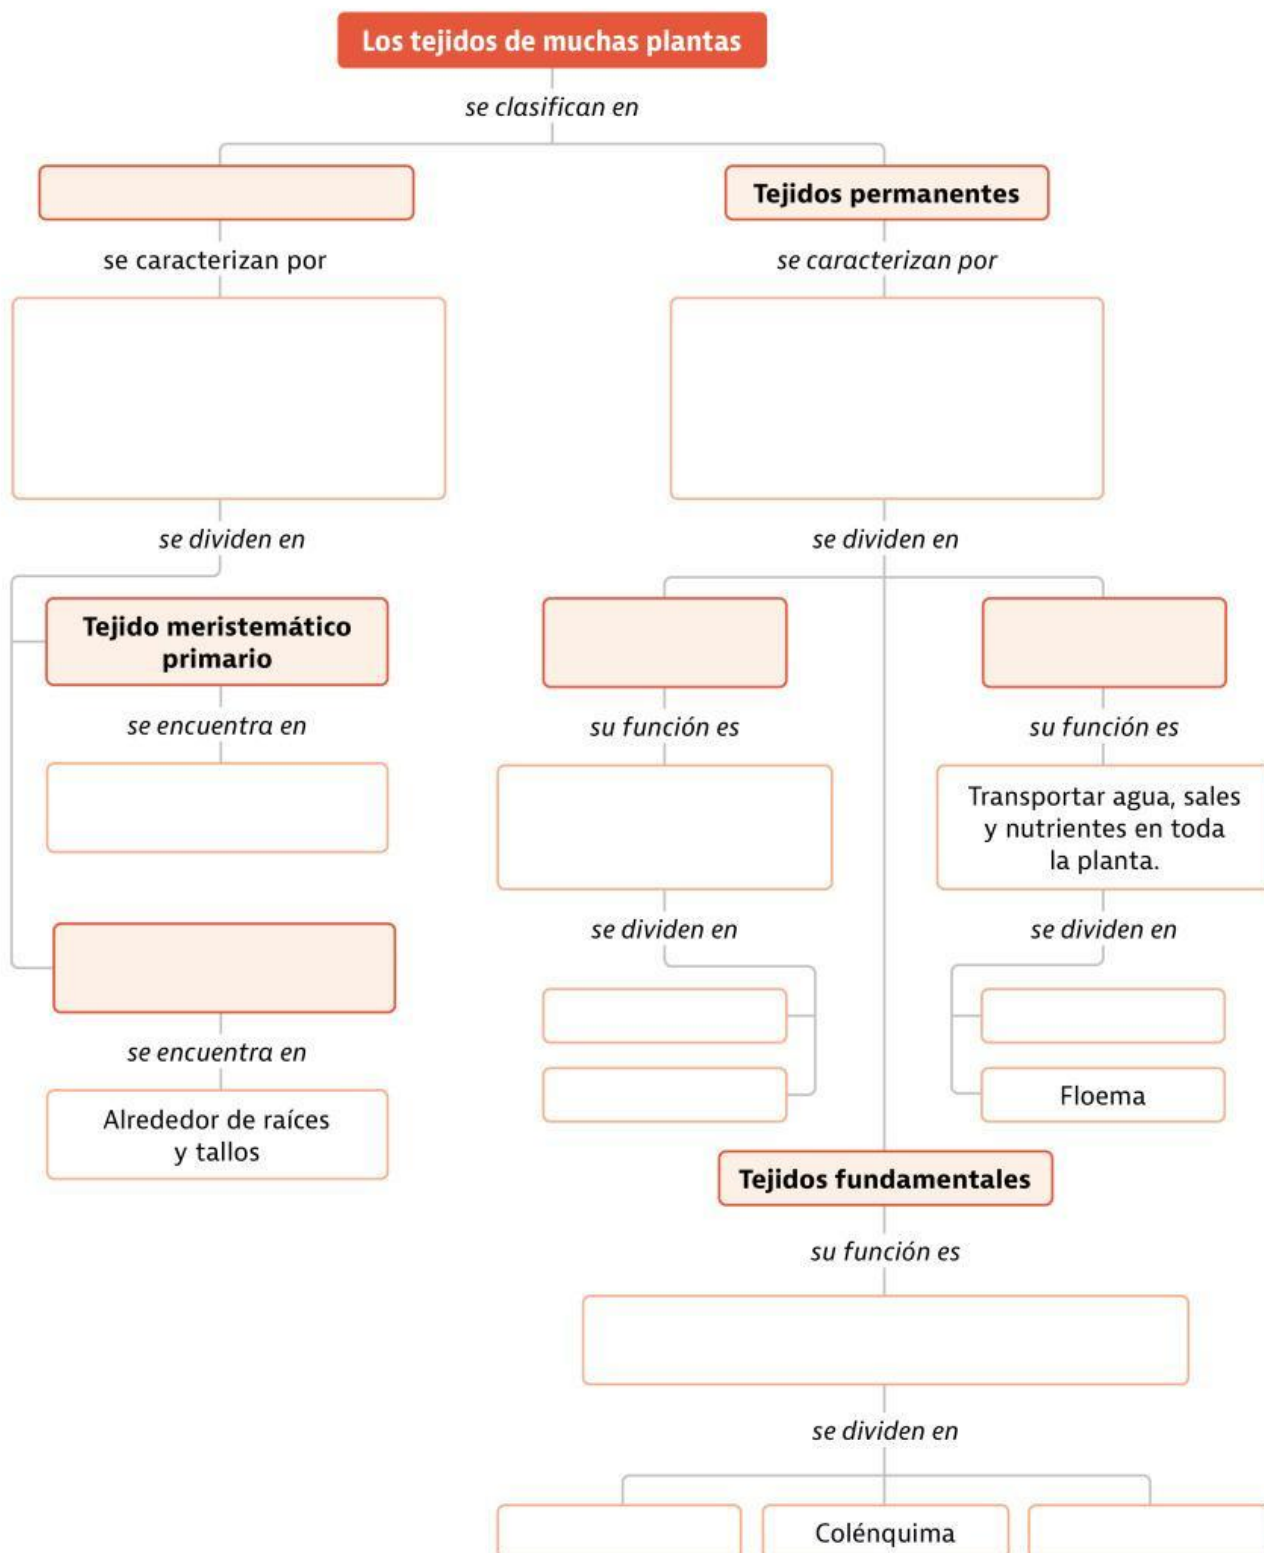 Los tejidos de muchas plantas
se clasifican en
Tejidos permanentes
se caracterizan por
se caracterizan por
se dividen en
se dividen en
Tejido meristemático
primario
se encuentra en
su función es
su función es
Transportar agua, sales
y nutrientes en toda
la planta.
se dividen en
se dividen en
se encuentra en
Alrededor de raíces
y tallos
Floema
Tejidos fundamentales
su función es
se dividen en
Colénquima